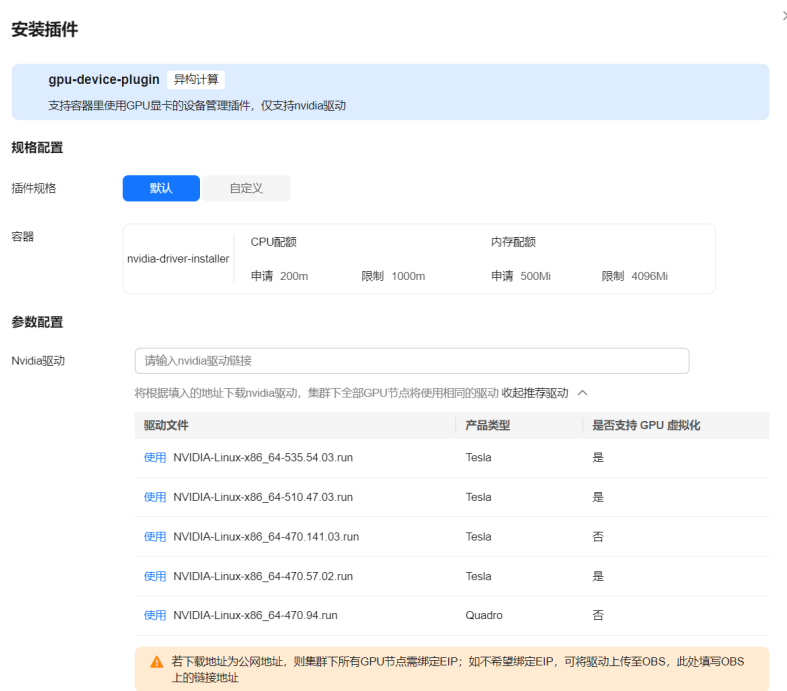 安装插件
gpu-device-plugin 异构计算
支持容器里使用GPU显卡的设备管理插件，仅支持nvidia驱动
规格配置
插件规格 默认 自定义
容器
nvidia-driver-installer
CPU配额 内存配额
申请 200m 限制 1000m 申请 500Mi 限制 4096Mi
参数配置
Nvidia驱动 请输入nvidia驱动链接
将根据填入的地址下载nvidia驱动，集群下全部GPU节点将使用相同的驱动 收起推荐驱动
驱动文件 产品类型 是否支持 GPU 虚拟化
使用 NVIDIA-Linux-x86_64-535.54.03.run Tesla 是
使用 NVIDIA-Linux-x86_64-510.47.03.run Tesla 是
使用 NVIDIA-Linux-x86_64-470.141.03.run Tesla 否
使用 NVIDIA-Linux-x86_64-470.57.02.run Tesla 是
使用 NVIDIA-Linux-x86_64-470.94.run Quadro 否
若下载地址为公网地址，则集群下所有GPU节点需绑定EIP；如不希望绑定EIP，可将驱动上传至OBS，此处填写OBS
上的链接地址